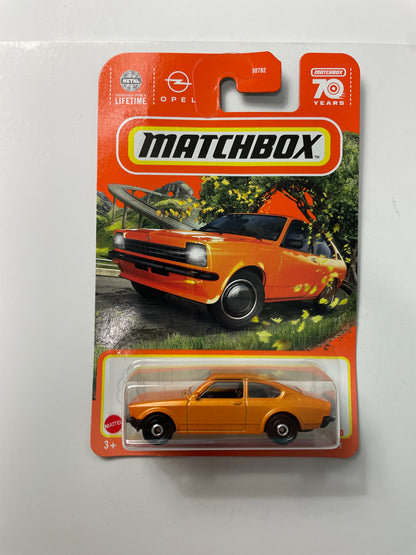 METAL
LIFETIME
OPEL
30782
MATCHBOX
70
YEARS
MATCHBOX
MATTEL
3+